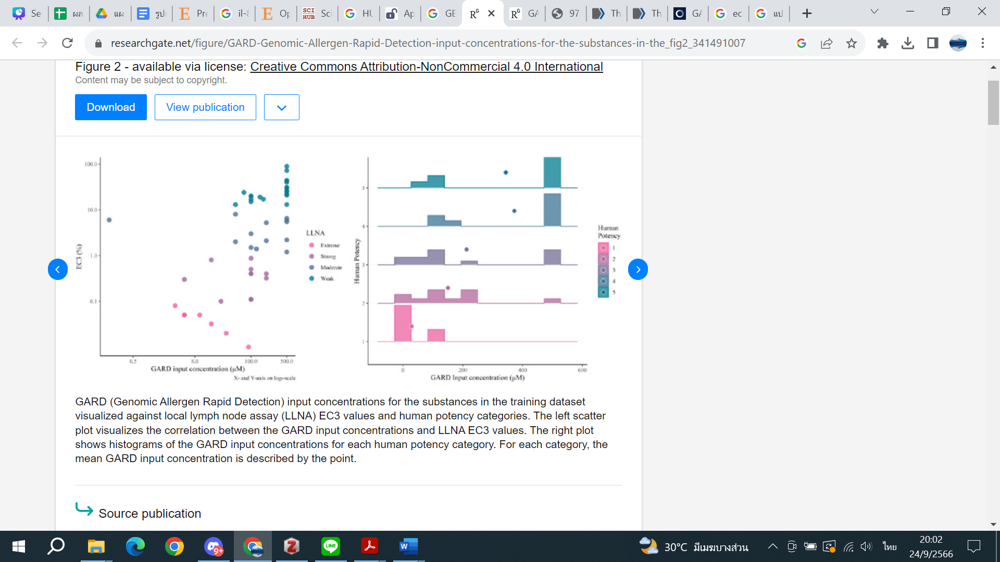 Se
ผล
แผ
รูป
Pre
il-8
Op
SCI HUB
Sci
HU
Ap
GE
RG
RG
GA
97
Th
Th
GA
ec
แป
researchgate.net/figure/GARD-Genomic-Allergen-Rapid-Detection-input-concentrations-for-the-substances-in-the_fig2_341491007
Figure 2 - available via license: Creative Commons Attribution-NonCommercial 4.0 International
Content may be subject to copyright.
Download
View publication
100.0
10.0
1.0
0.1
EC3 (%)
0.5
8.0
100.0
500.0
GARD input concentration (μM)
X- and Y-axis on log₂-scale
LLNA
Extreme
Strong
Moderate
Weak
Human Potency
5
4
3
2
1
0
200
400
600
GARD Input concentration (μM)
Human
Potency
1
2
3
4
5
GARD (Genomic Allergen Rapid Detection) input concentrations for the substances in the training dataset
visualized against local lymph node assay (LLNA) EC3 values and human potency categories. The left scatter
plot visualizes the correlation between the GARD input concentrations and LLNA EC3 values. The right plot
shows histograms of the GARD input concentrations for each human potency category. For each category, the
mean GARD input concentration is described by the point.
Source publication
9+
Z
LINE
W
30°C มีเมฆบางส่วน
ไทย
20:02
24/9/2566